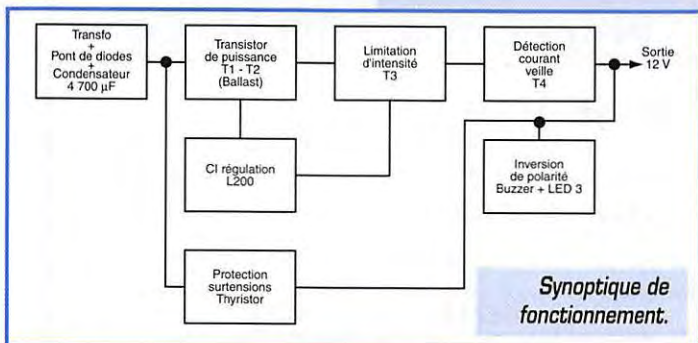 Transfo
+
Pont de diodes
+
Condensateur
4 700 µF
Transistor
de puissance
T1 - T2
(Ballast)
Limitation
d'intensité
T3
Détection
courant
veille
T4
Sortie
12 V
CI régulation
L200
Inversion
de polarité
Buzzer + LED 3
Protection
surtensions
Thyristor
Synoptique de
fonctionnement.